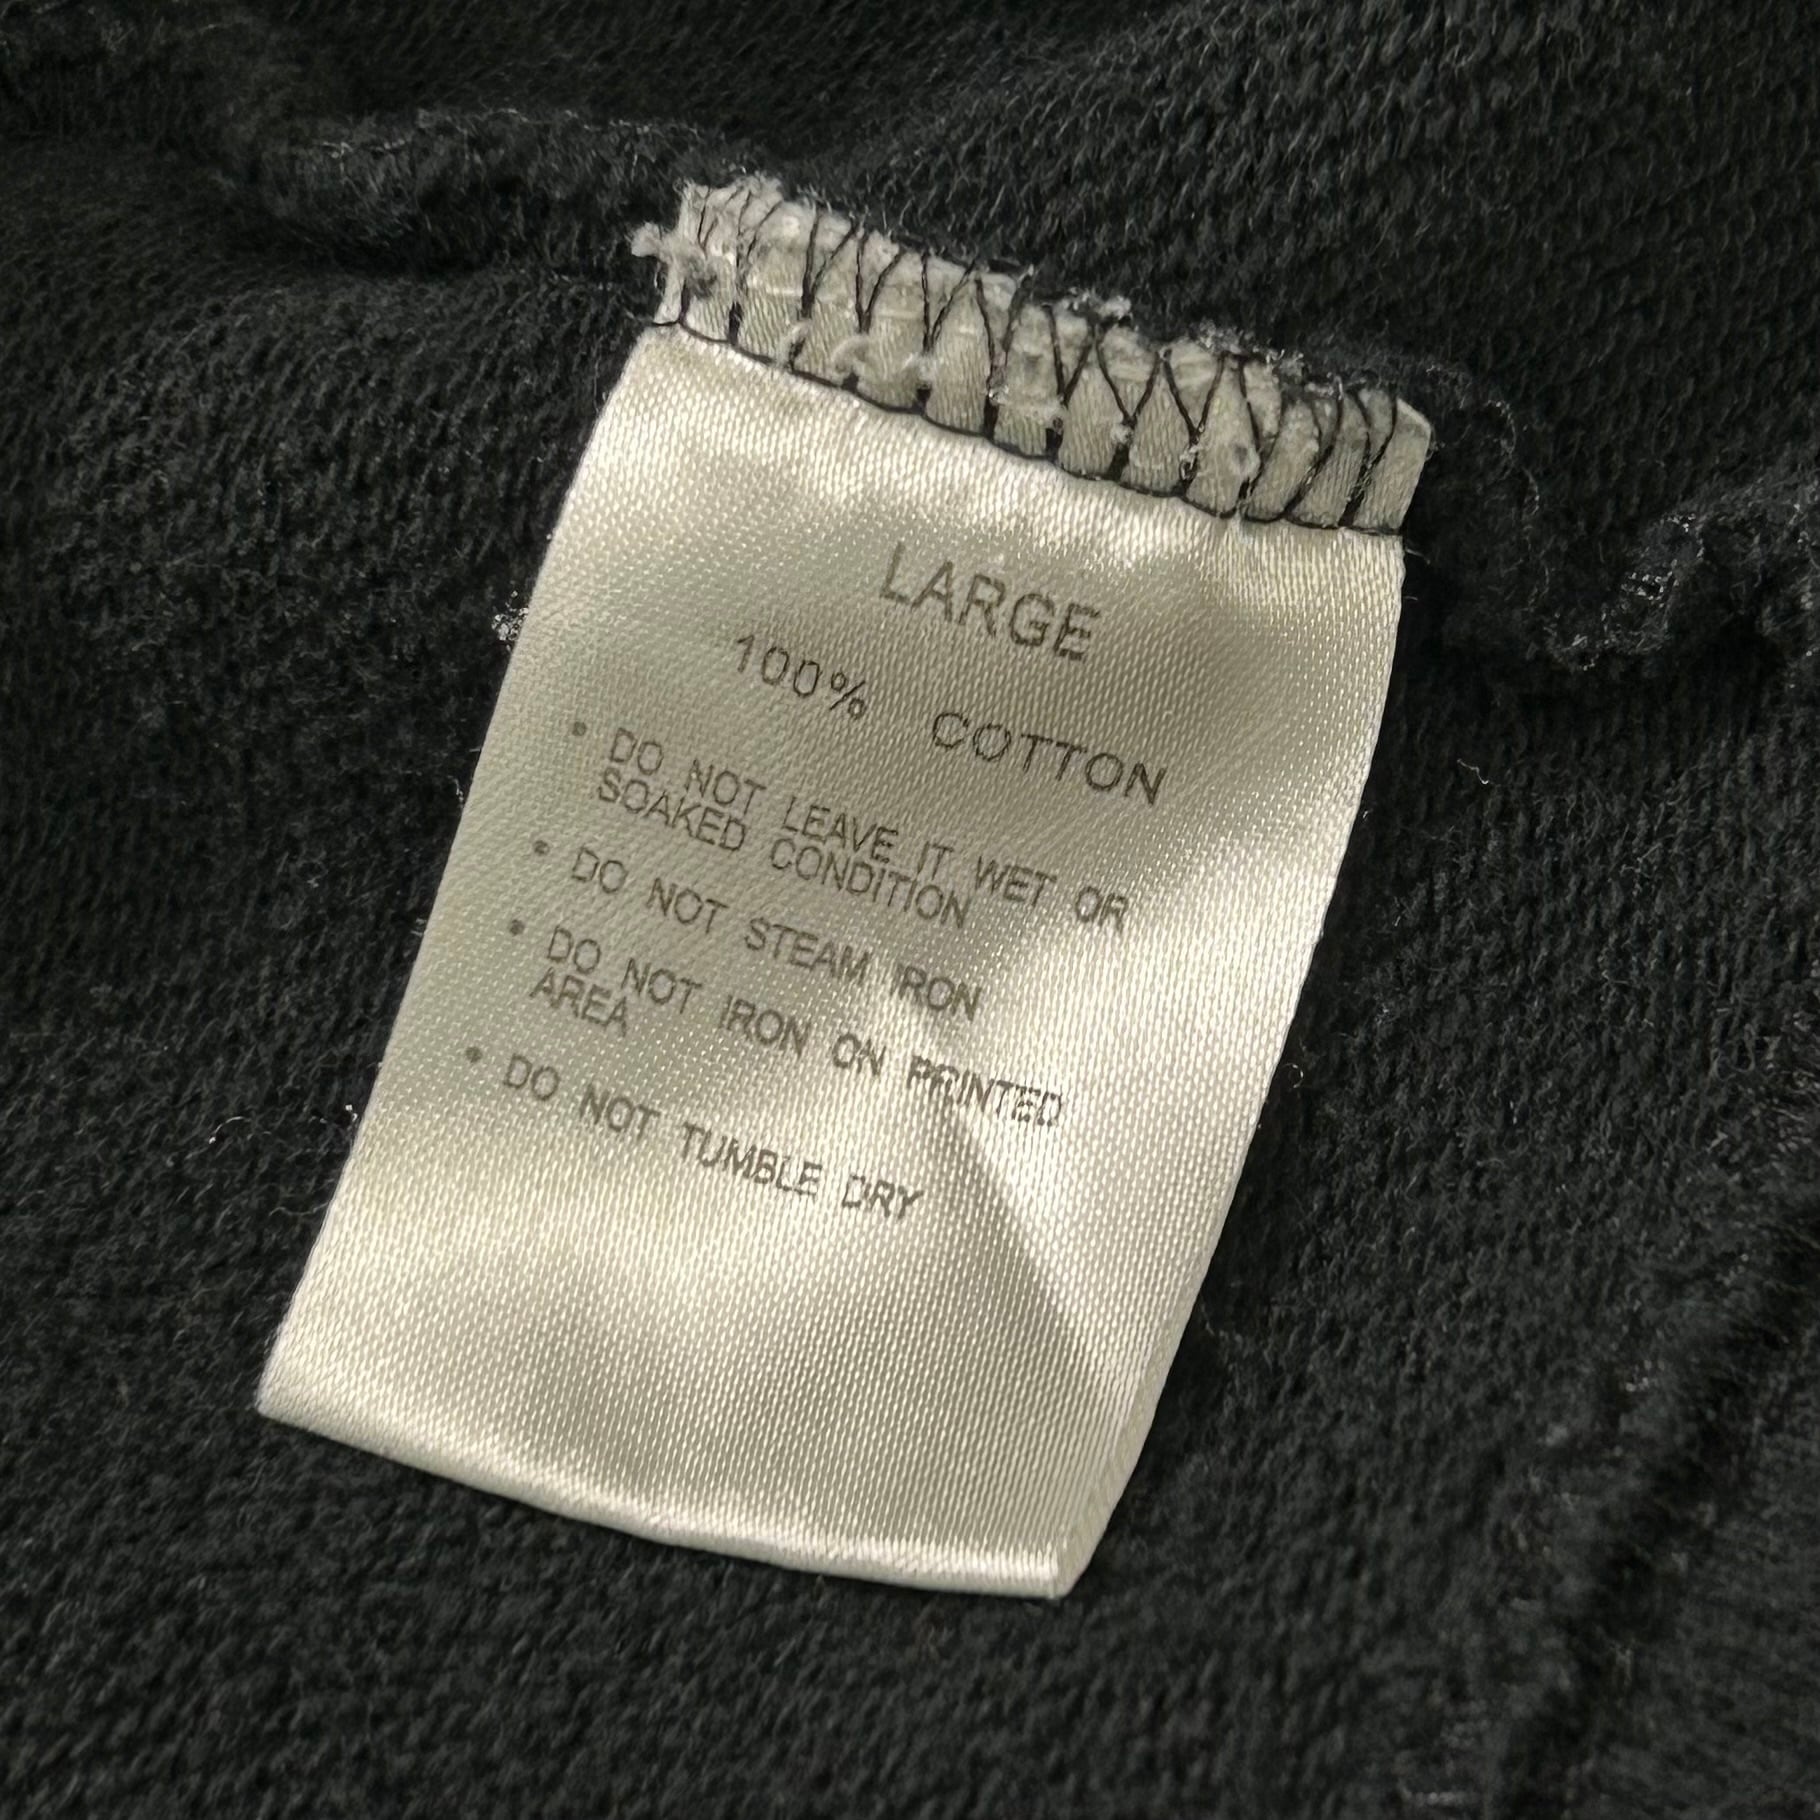 LARGE
100% COTTON
• DO NOT LEAVE IT WET OR
SOAKED CONDITION
• DO NOT STEAM IRON
• DO NOT IRON ON PRINTED
AREA
• DO NOT TUMBLE DRY